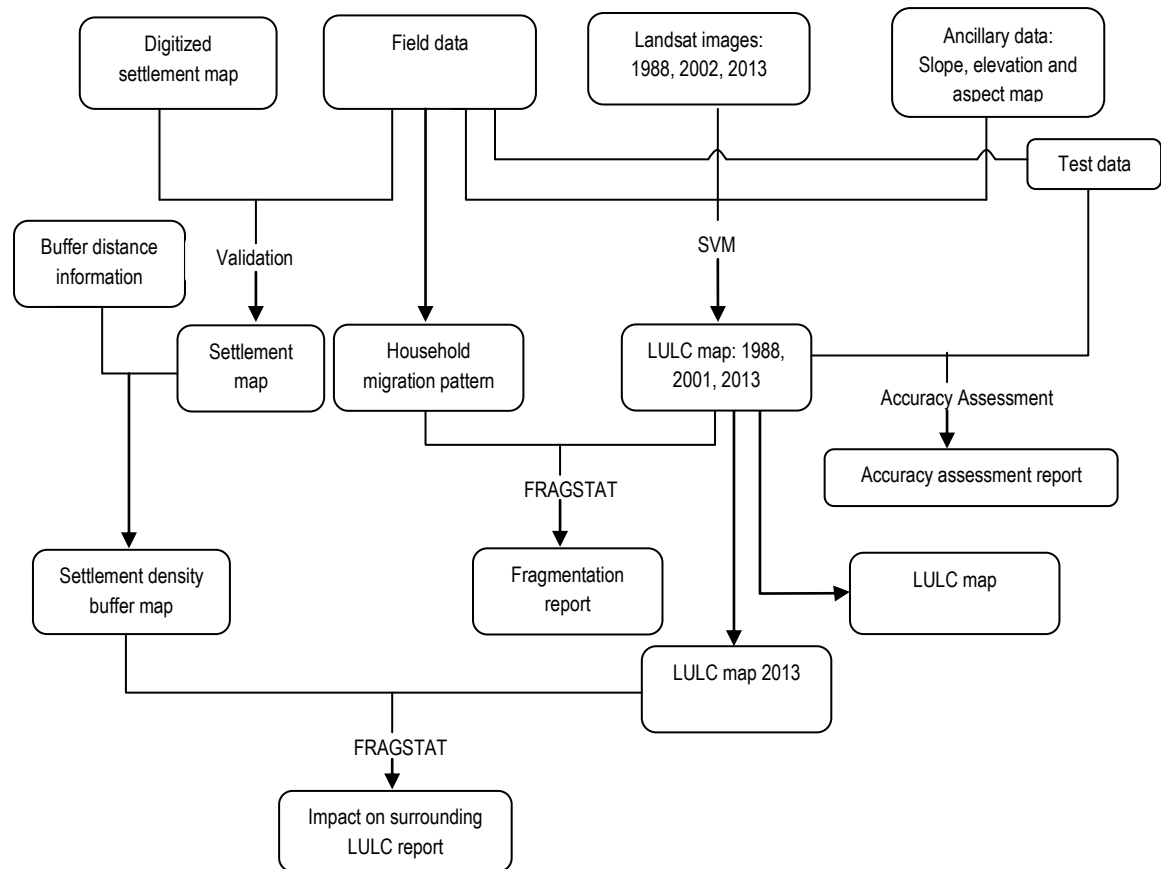 Digitized
settlement map
Field data
Landsat images:
1988, 2002, 2013
Ancillary data:
Slope, elevation and
aspect map
Test data
Buffer distance
information
Validation
SVM
Settlement
map
Household
migration pattern
LULC map: 1988,
2001, 2013
Accuracy Assessment
Accuracy assessment report
FRAGSTAT
Settlement density
buffer map
Fragmentation
report
LULC map
LULC map 2013
FRAGSTAT
Impact on surrounding
LULC report